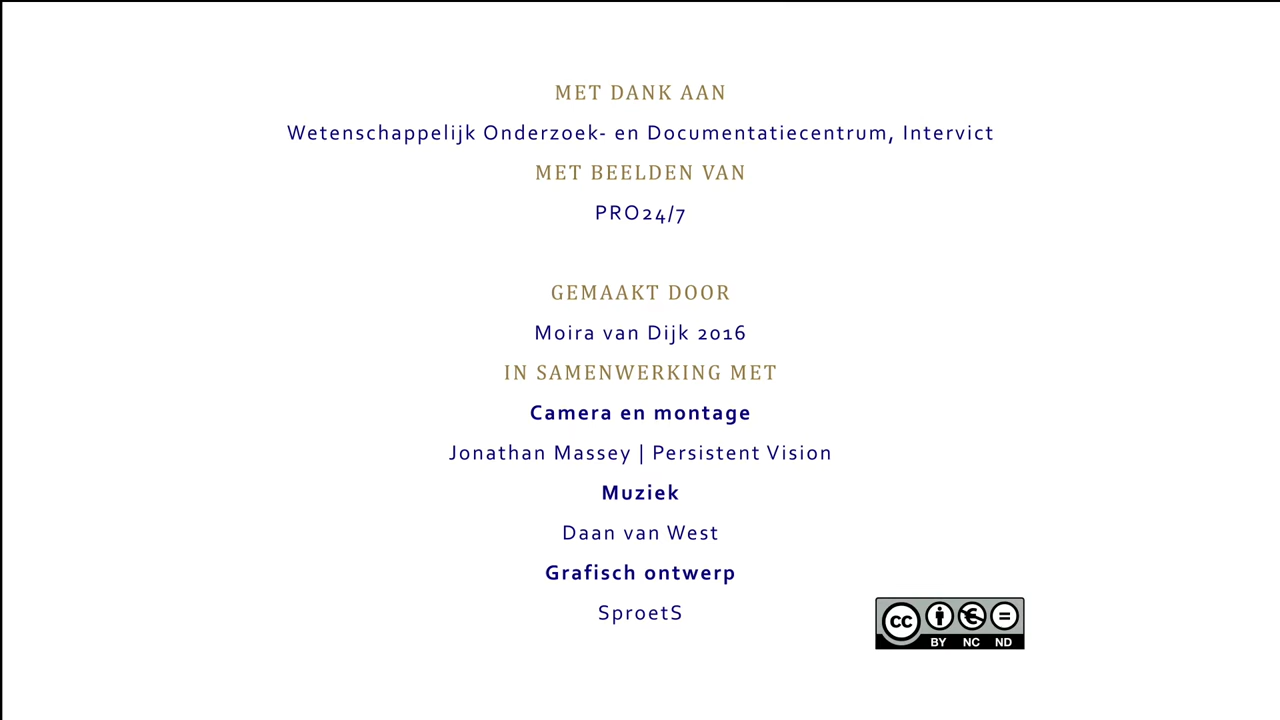 MET DANK AAN
Wetenschappelijk Onderzoek- en Documentatiecentrum, Intervict
MET BEELDEN VAN
PRO24/7
GEMAAKT DOOR
Moira van Dijk 2016
IN SAMENWERKING MET
Camera en montage
Jonathan Massey | Persistent Vision
Muziek
Daan van West
Grafisch ontwerp
SproetS
cc
BY NC ND